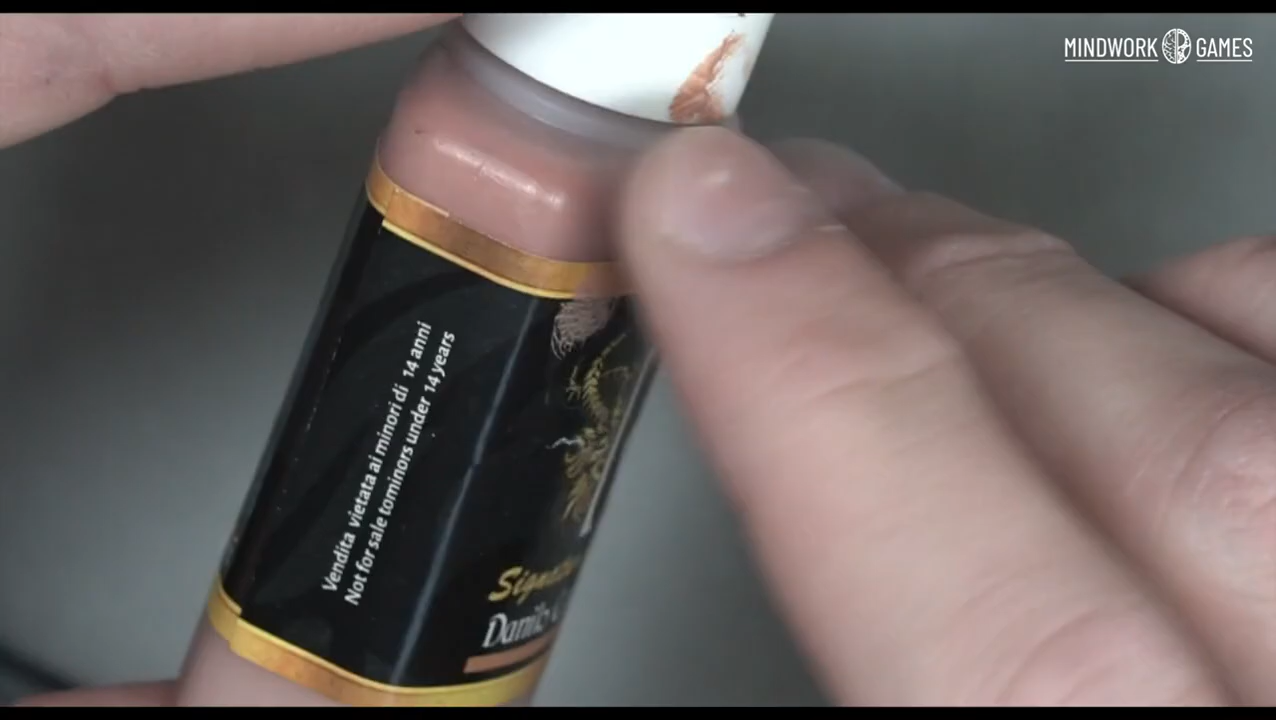 MINDWORK GAMES
Vendita vietata ai minori di 14 anni
Not for sale tominors under 14 years